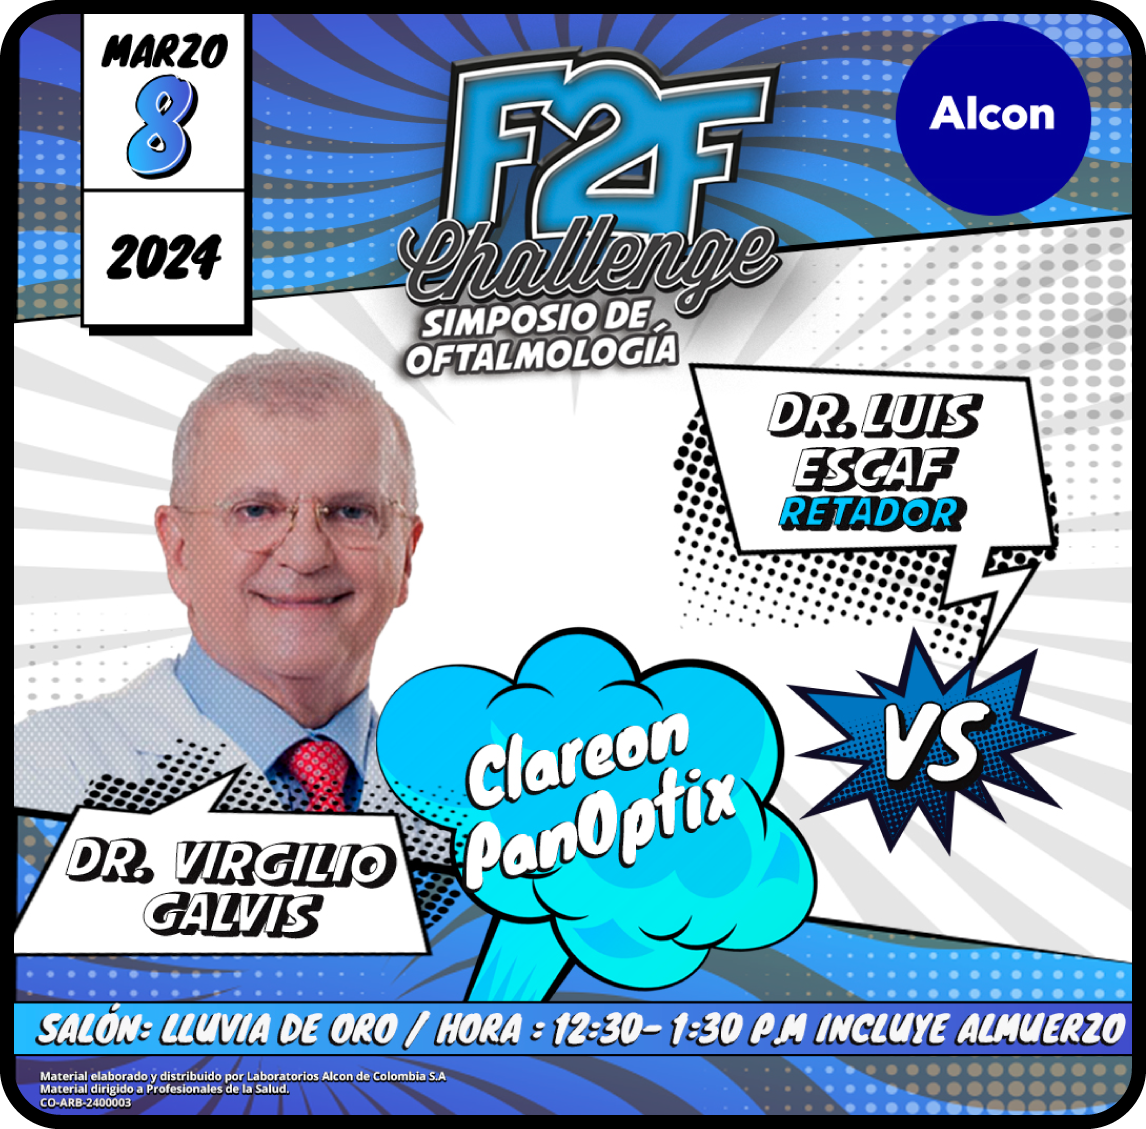 MARZO
8
2024
F2F
Challenge
SIMPOSIO DE
OFTALMOLOGÍA
Alcon
DR. LUIS
ESCAF
RETADOR
VS
Clareon
PanOptix
DR. VIRGILIO
GALVIS
SALÓN: LLUVIA DE ORO / HORA : 12:30- 1:30 P.M INCLUYE ALMUERZO
Material elaborado y distribuido por Laboratorios Alcon de Colombia S.A
Material dirigido a Profesionales de la Salud.
CO-ARB-2400003